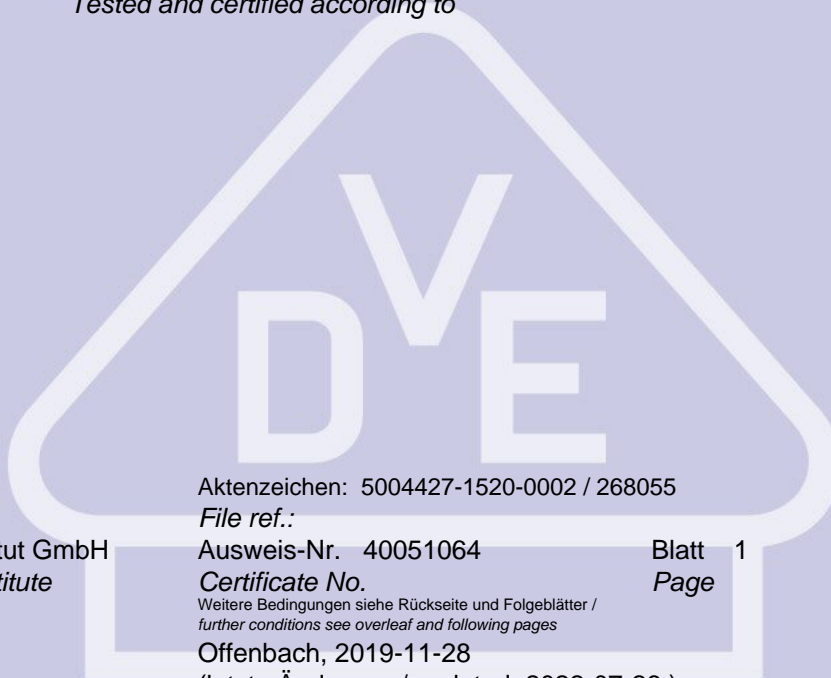 Tested and certified according to
V
D E
Aktenzeichen: 5004427-1520-0002 / 268055
File ref.:
tut GmbH Ausweis-Nr. 40051064 Blatt 1
titute Certificate No. Page
Weitere Bedingungen siehe Rückseite und Folgeblätter /
further conditions see overleaf and following pages
Offenbach, 2019-11-28